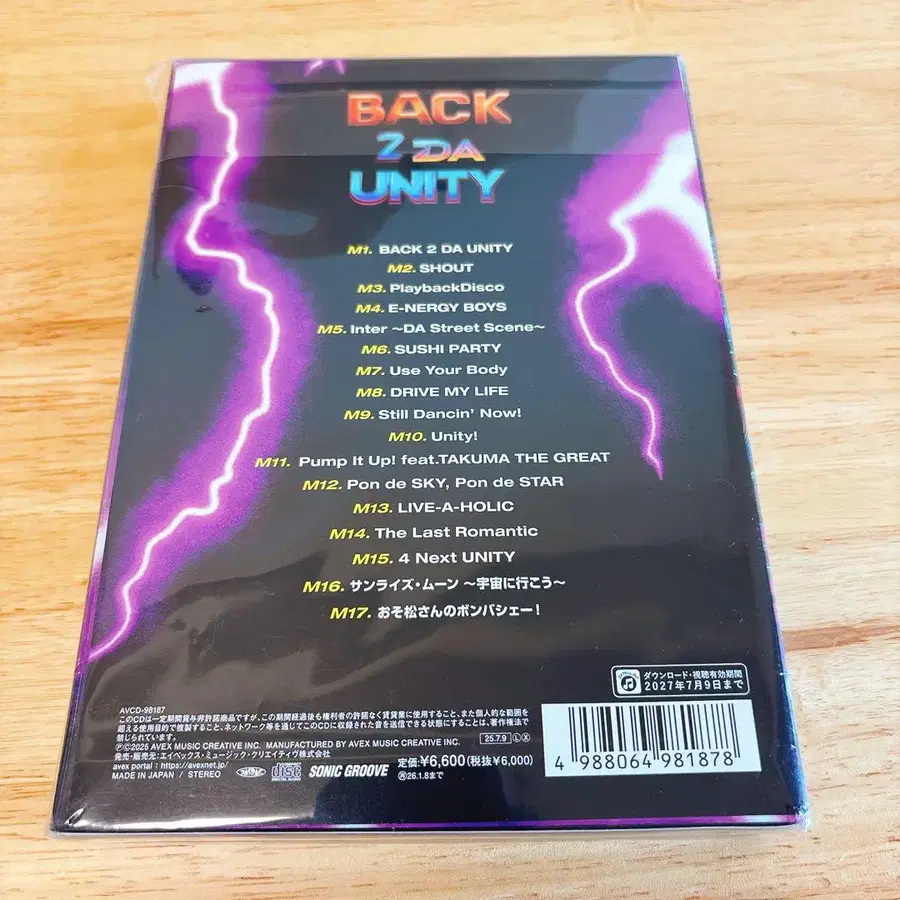 BACK
2 DA
UNITY
M1. BACK 2 DA UNITY
M2. SHOUT
M3. PlaybackDisco
M4. E-NERGY BOYS
M5. Inter ~DA Street Scene~
M6. SUSHI PARTY
M7. Use Your Body
M8. DRIVE MY LIFE
M9. Still Dancin' Now!
M10. Unity!
M11. Pump It Up! feat.TAKUMA THE GREAT
M12. Pon de SKY, Pon de STAR
M13. LIVE-A-HOLIC
M14. The Last Romantic
M15. 4 Next UNITY
M16. サンライズ・ムーン ～宇宙に行こう～
M17. おそ松さんのボンバシェー！
ダウンロード・視聴有効期間
2027年7月9日まで
AVCD-98187
このCDは一定期間貸与非許諾商品ですが、この期間経過後も権利者の許諾なく賃貸業に使用すること、また個人的な範囲を
超える使用目的で複製すること、ネットワーク等を通じてこのCDに収録された音を送信できる状態にすることは、著作権法で
禁じられています。
Ⓟ©2025 AVEX MUSIC CREATIVE INC. MANUFACTURED BY AVEX MUSIC CREATIVE INC.
発売・販売元：エイベックス・ミュージック・クリエイティヴ株式会社
avex portal : https://avexnet.jp/
MADE IN JAPAN / STEREO
COMPACT
disc
DIGITAL AUDIO
SONIC GROOVE
25.7.9 Ⓛ Ⓧ
定価:¥6,600(税抜¥6,000)
㋐26.1.8まで
4 988064 981878